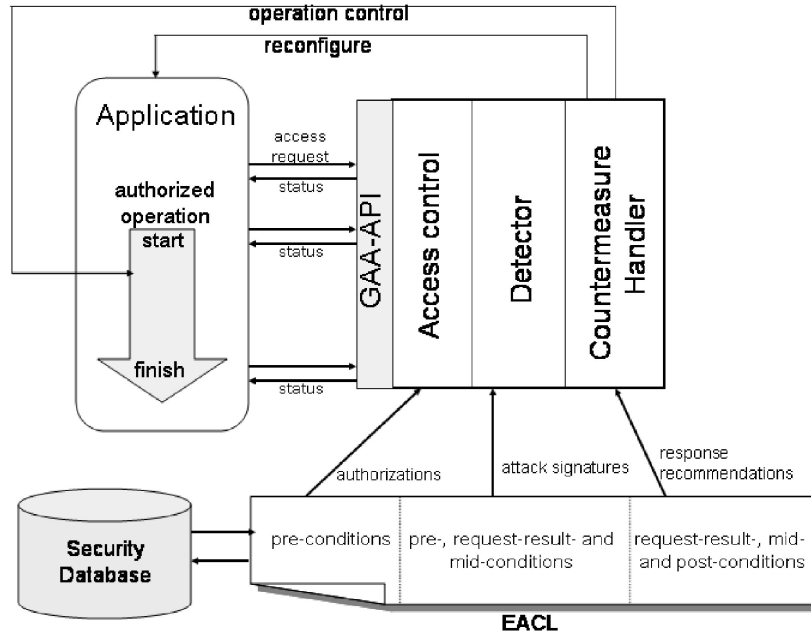 operation control
reconfigure
Application
access
request
status
authorized
operation
start
status
finish
status
GAA-API
Access control
Detector
Countermeasure
Handler
authorizations
attack signatures
response
recommendations
Security
Database
pre-conditions
pre-, request-result- and
mid-conditions
request-result-, mid-
and post-conditions
EACL